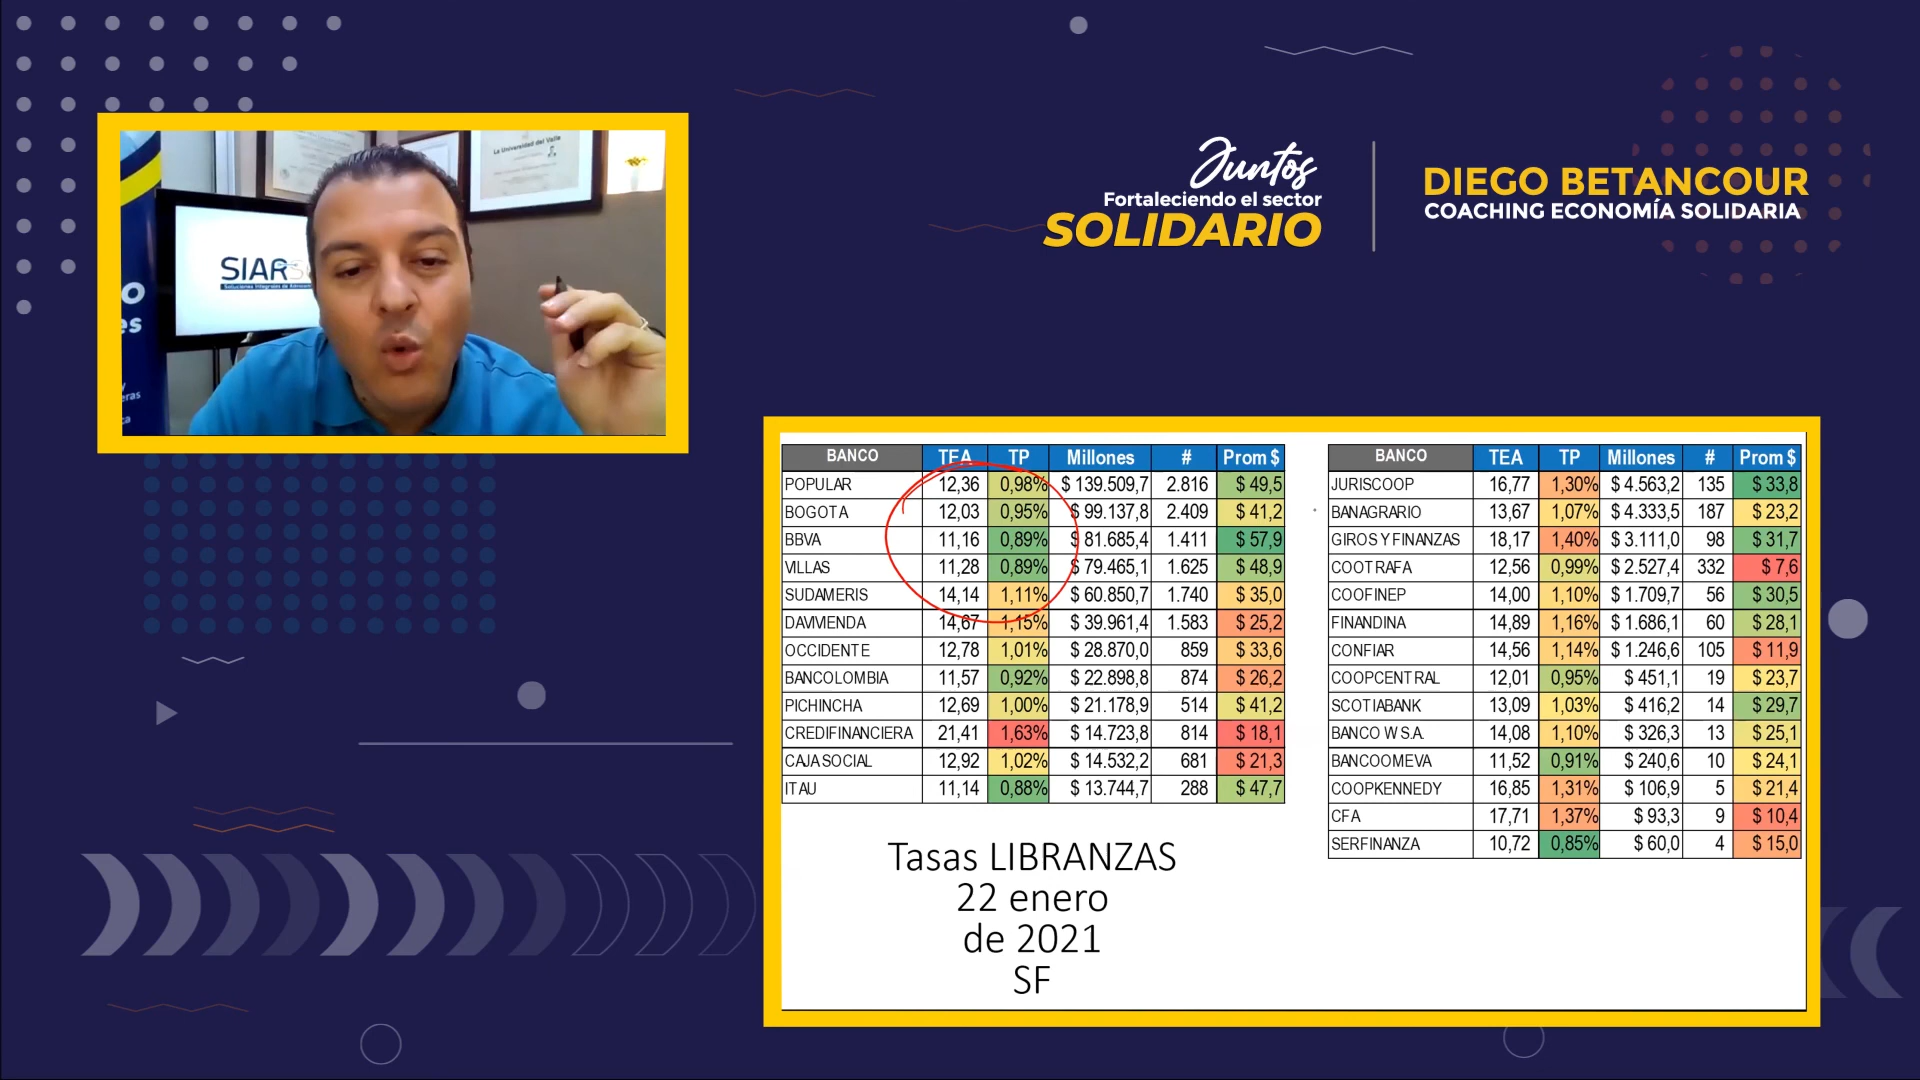 La Universidad del Valle
SIAR
o
es
eras
ca
Juntos
Fortaleciendo el sector
SOLIDARIO
DIEGO BETANCOUR
COACHING ECONOMÍA SOLIDARIA
BANCO TEA TP Millones # Prom $
POPULAR 12,36 0,98% $ 139.509,7 2.816 $ 49,5
BOGOTA 12,03 0,95% $ 99.137,8 2.409 $ 41,2
BBVA 11,16 0,89% $ 81.685,4 1.411 $ 57,9
VILLAS 11,28 0,89% $ 79.465,1 1.625 $ 48,9
SUDAMERIS 14,14 1,11% $ 60.850,7 1.740 $ 35,0
DAVIVIENDA 14,67 1,15% $ 39.961,4 1.583 $ 25,2
OCCIDENTE 12,78 1,01% $ 28.870,0 859 $ 33,6
BANCOLOMBIA 11,57 0,92% $ 22.898,8 874 $ 26,2
PICHINCHA 12,69 1,00% $ 21.178,9 514 $ 41,2
CREDIFINANCIERA 21,41 1,63% $ 14.723,8 814 $ 18,1
CAJA SOCIAL 12,92 1,02% $ 14.532,2 681 $ 21,3
ITAU 11,14 0,88% $ 13.744,7 288 $ 47,7
BANCO TEA TP Millones # Prom $
JURISCOOP 16,77 1,30% $ 4.563,2 135 $ 33,8
BANAGRARIO 13,67 1,07% $ 4.333,5 187 $ 23,2
GIROS Y FINANZAS 18,17 1,40% $ 3.111,0 98 $ 31,7
COOTRAFA 12,56 0,99% $ 2.527,4 332 $ 7,6
COOFINEP 14,00 1,10% $ 1.709,7 56 $ 30,5
FINANDINA 14,89 1,16% $ 1.686,1 60 $ 28,1
CONFIAR 14,56 1,14% $ 1.246,6 105 $ 11,9
COOPCENTRAL 12,01 0,95% $ 451,1 19 $ 23,7
SCOTIABANK 13,09 1,03% $ 416,2 14 $ 29,7
BANCO W S.A. 14,08 1,10% $ 326,3 13 $ 25,1
BANCOOMEVA 11,52 0,91% $ 240,6 10 $ 24,1
COOPKENNEDY 16,85 1,31% $ 106,9 5 $ 21,4
CFA 17,71 1,37% $ 93,3 9 $ 10,4
SERFINANZA 10,72 0,85% $ 60,0 4 $ 15,0
Tasas LIBRANZAS
22 enero
de 2021
SF